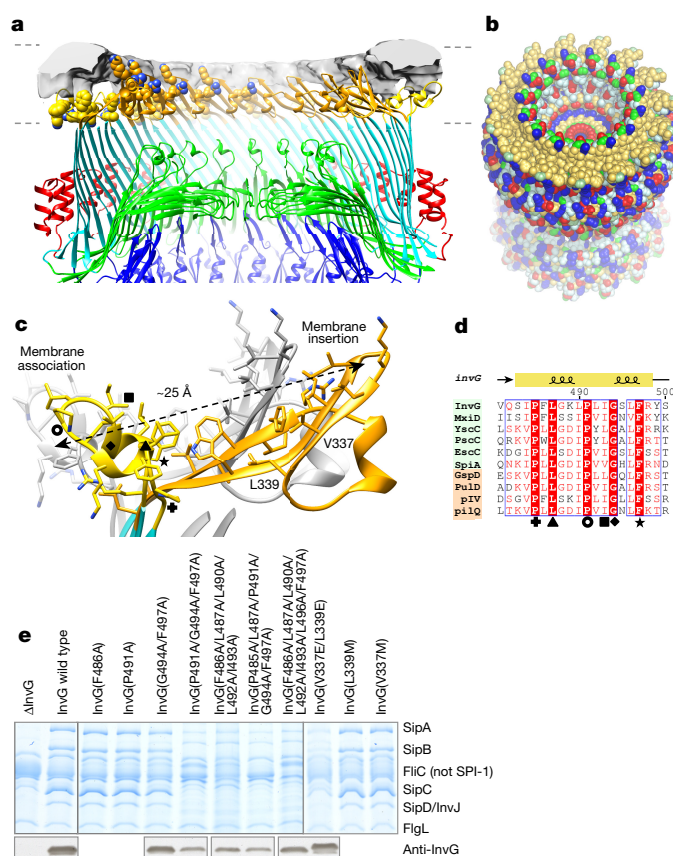 a
b
c
Membrane association
Membrane insertion
~25 Å
V337
L339
d
invG
490
500
InvG VQSIPFLGKLPLIGSLFRYS
MxiD
YscC
PscC
EscC
SpiA
GspD
PulD
pIV
pilQ
e
ΔInvG
InvG wild type
InvG(F486A)
InvG(P491A)
InvG(G494A/F497A)
InvG(P491A/G494A/F497A)
InvG(F486A/L487A/L490A/
L492A/I493A)
InvG(P485A/L487A/P491A/
G494A/F497A)
InvG(F486A/L487A/L490A/
L492A/I493A/L496A/F497A)
InvG(V337E/L339E)
InvG(L339M)
InvG(V337M)
SipA
SipB
FliC (not SPI-1)
SipC
SipD/InvJ
FlgL
Anti-InvG